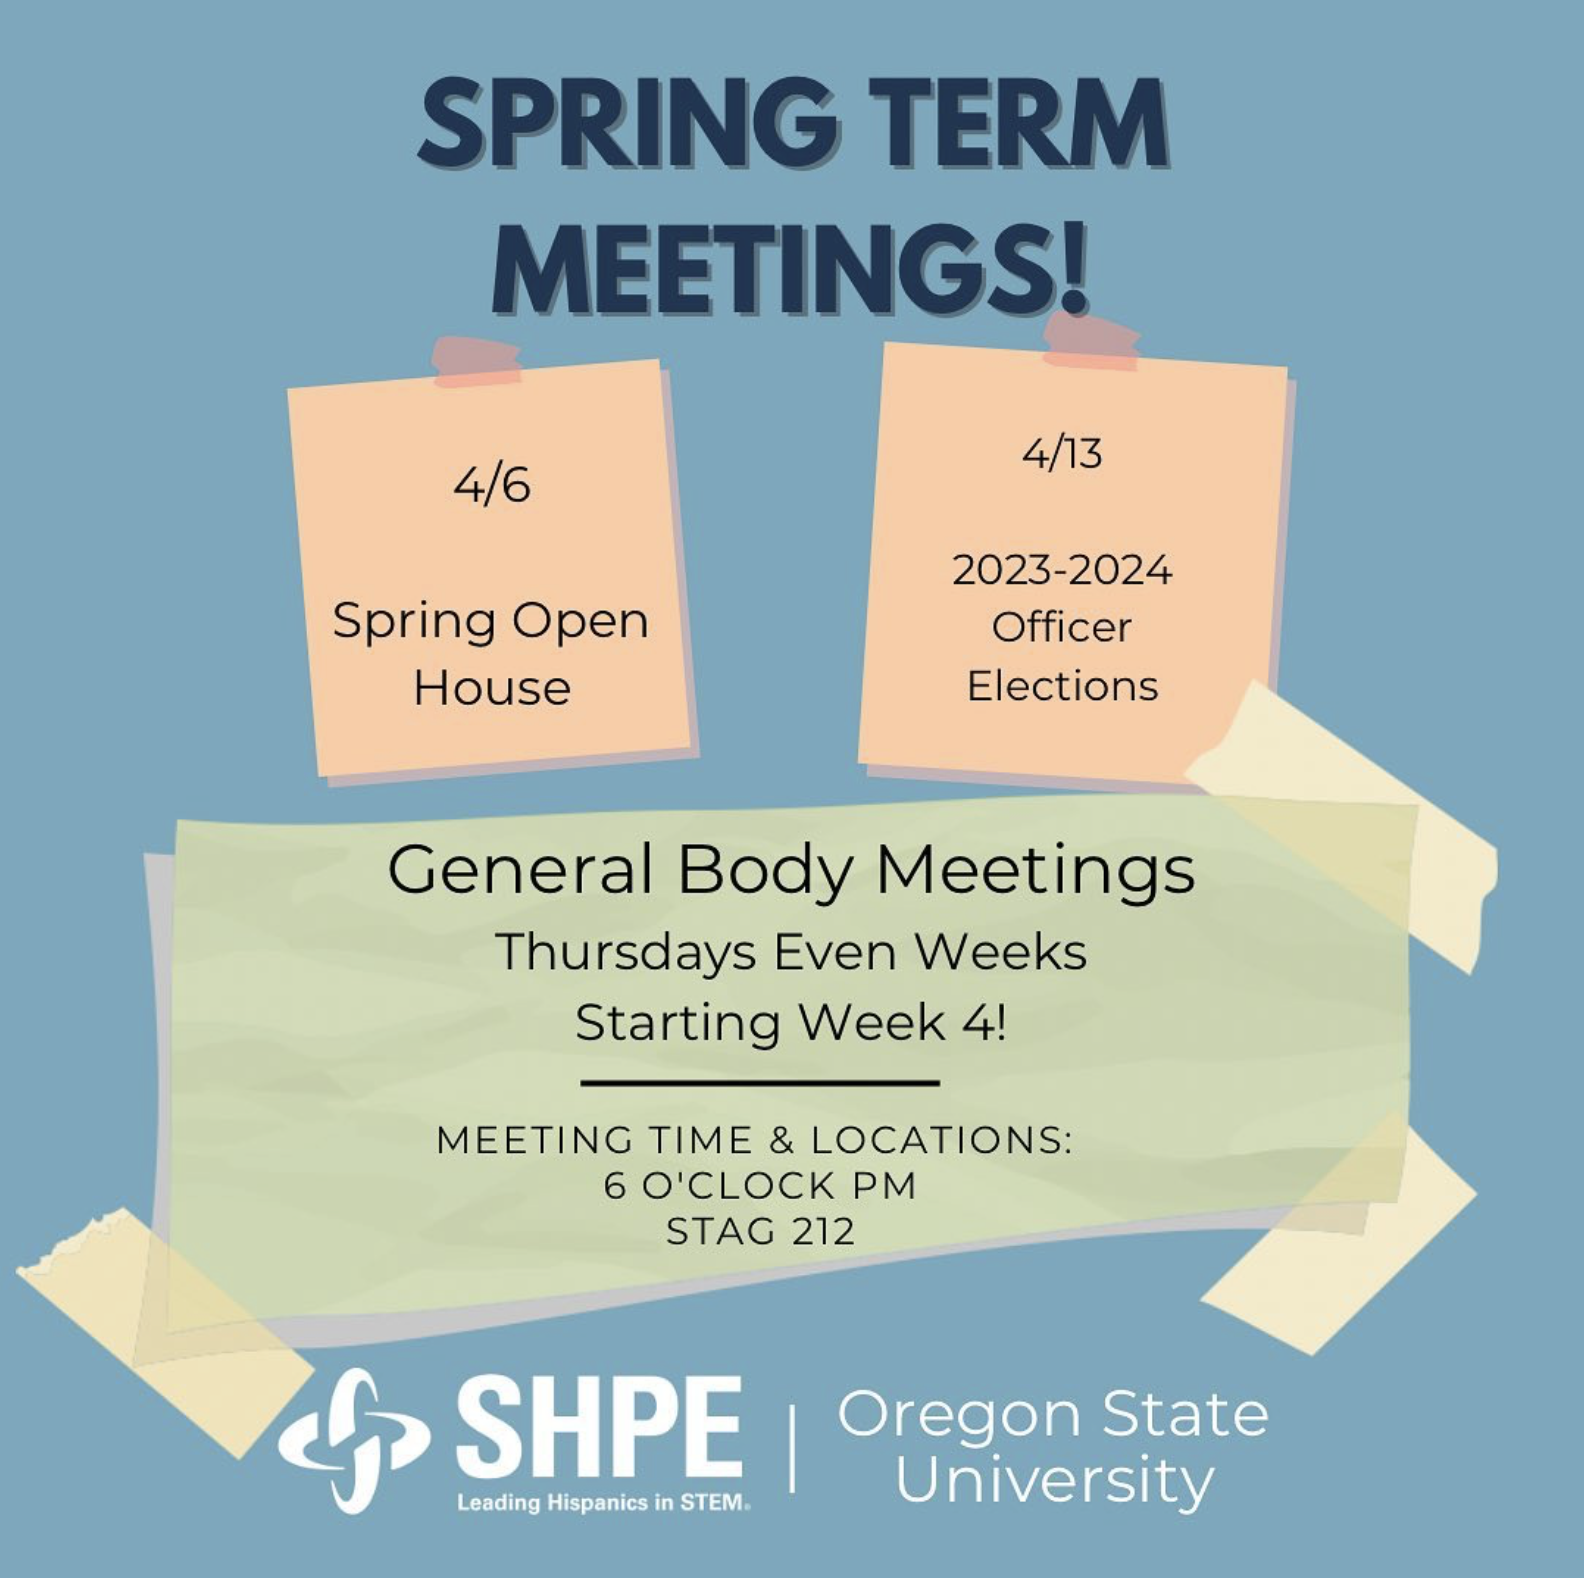 SPRING TERM
MEETINGS!
4/6
Spring Open
House
4/13
2023-2024
Officer
Elections
General Body Meetings
Thursdays Even Weeks
Starting Week 4!
MEETING TIME & LOCATIONS:
6 O'CLOCK PM
STAG 212
SHPE
Leading Hispanics in STEM®
Oregon State
University